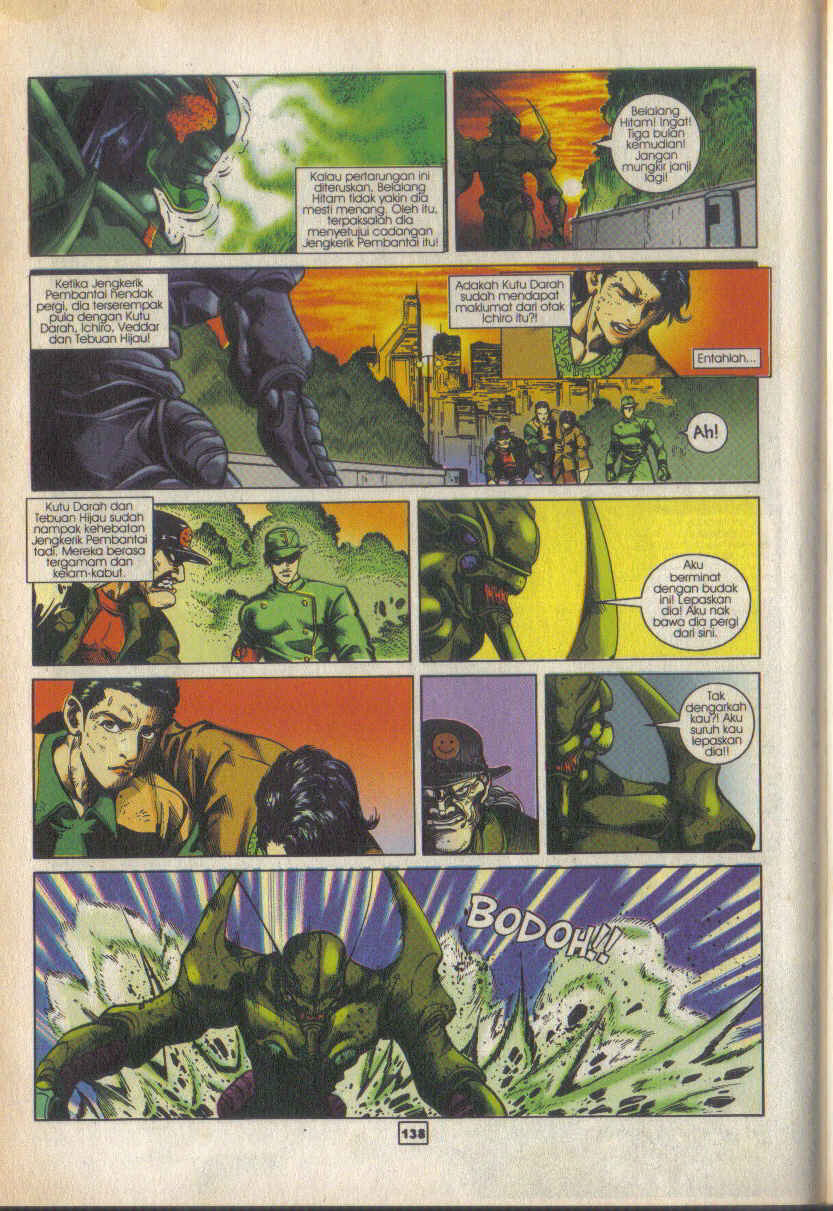 Kalau pertarungan ini
diteruskan, Belalang
Hitam tidak yakin dia
mesti menang. Oleh itu,
terpaksalah dia
menyetujui cadangan
Jengkerik Pembantai itu!
Belalang
Hitam! Ingat!
Tiga bulan
kemudian!
Jangan
mungkir janji
lagi!
Ketika Jengkerik
Pembantai hendak
pergi, dia terserempak
pula dengan Kutu
Darah, Ichiro, Veddar
dan Tebuan Hijau!
Adakah Kutu Darah
sudah mendapat
maklumat dari otak
Ichiro itu?!
Entahlah...
Ah!
Kutu Darah dan
Tebuan Hijau sudah
nampak kehebatan
Jengkerik Pembantai
tadi. Mereka berasa
tergamam dan
kelam-kabut.
Aku
berminat
dengan budak
ini! Lepaskan
dia! Aku nak
bawa dia pergi
dari sini.
Tak
dengarkah
kau?! Aku
suruh kau
lepaskan
dia!!
BODOH!!
138